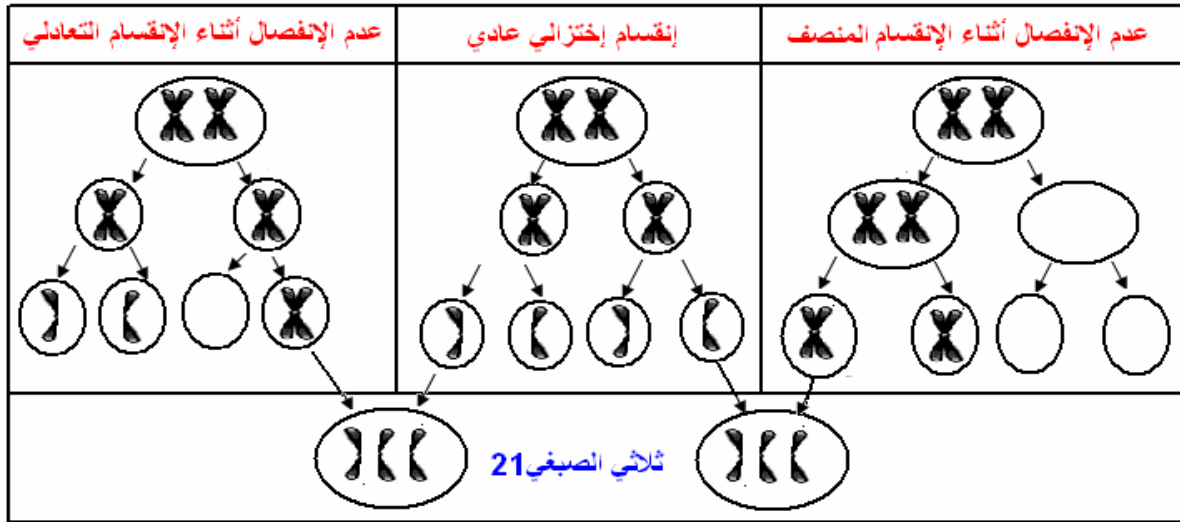 عدم الإنفصال أثناء الإنقسام المنصف
إنقسام إختزالي عادي
عدم الإنفصال أثناء الإنقسام التعادلي
ثلاثي الصبغي21